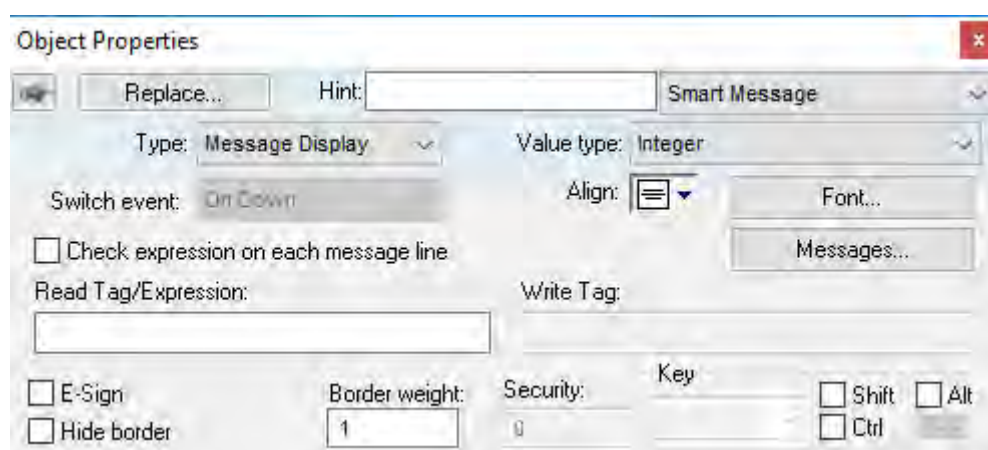 Object Properties
x
Replace... Hint: Smart Message
Type: Message Display Value type: Integer
Switch event: On Down Align: Font...
Check expression on each message line Messages...
Read Tag/Expression: Write Tag:
E-Sign Border weight: Security: Key Shift Alt
Hide border 1 0 Ctrl